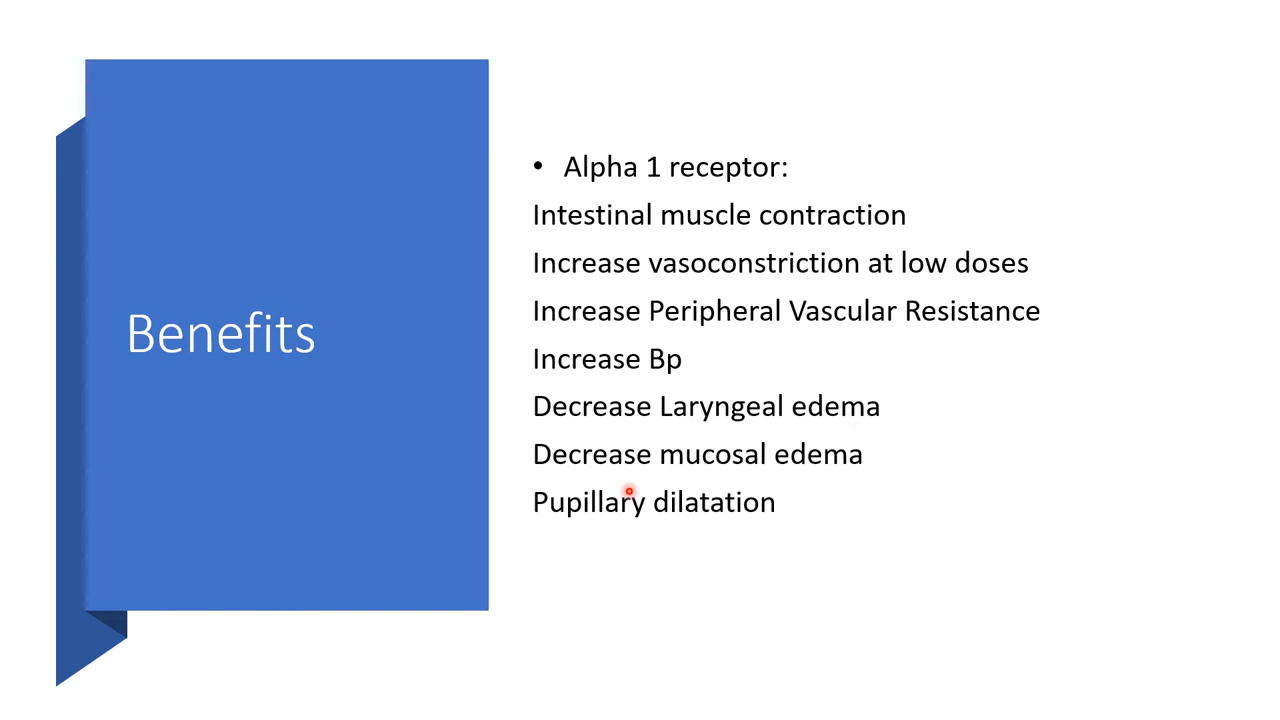 Benefits
• Alpha 1 receptor:
Intestinal muscle contraction
Increase vasoconstriction at low doses
Increase Peripheral Vascular Resistance
Increase Bp
Decrease Laryngeal edema
Decrease mucosal edema
Pupillary dilatation